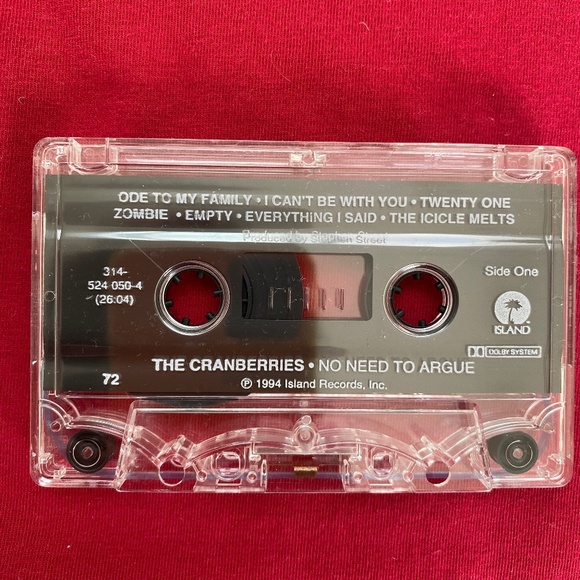 ODE TO MY FAMILY • I CAN'T BE WITH YOU • TWENTY ONE
ZOMBIE • EMPTY • EVERYTHING I SAID • THE ICICLE MELTS
Produced by Stephen Street
314-
524 050-4
(26:04)
Side One
ISLAND
DOLBY SYSTEM
THE CRANBERRIES • NO NEED TO ARGUE
72
℗ 1994 Island Records, Inc.